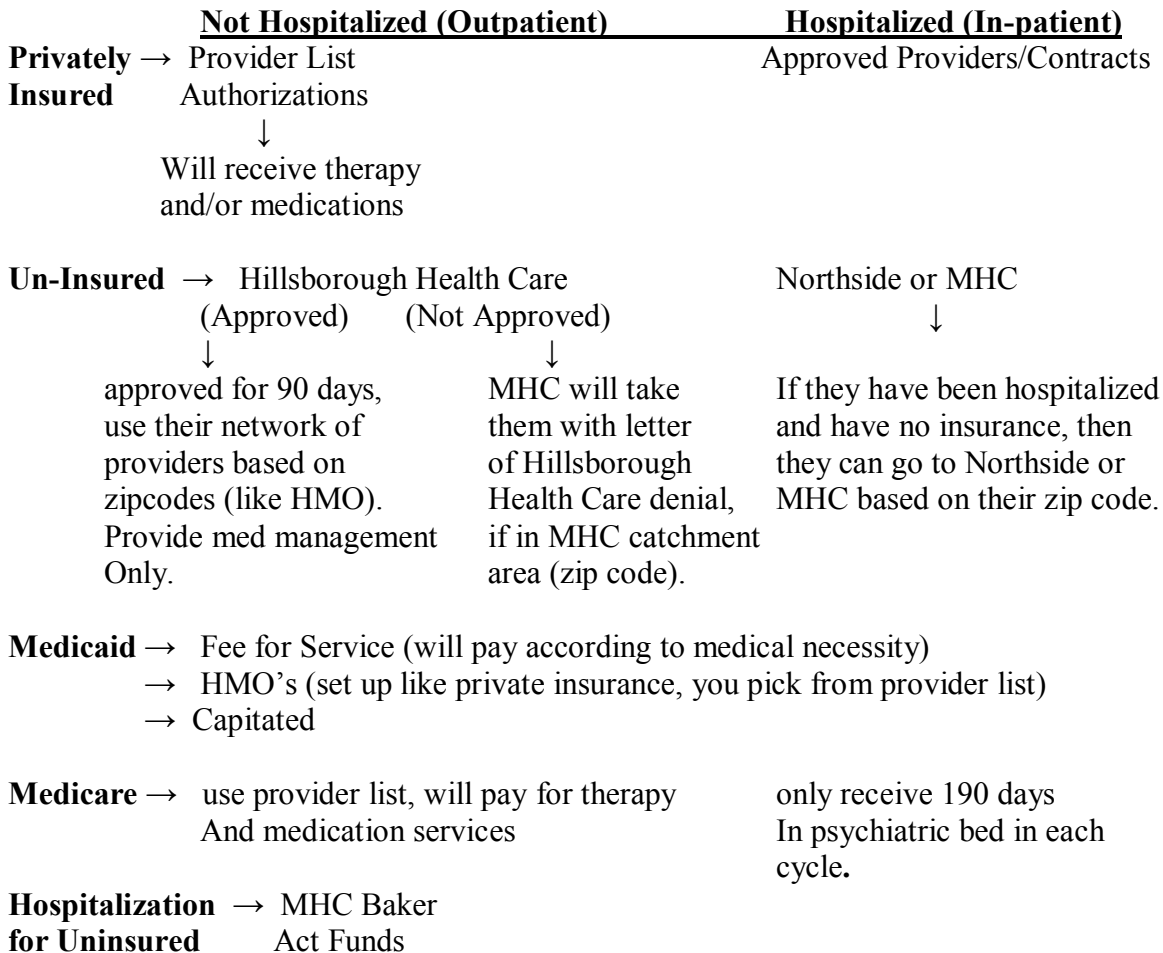 Not Hospitalized (Outpatient) Hospitalized (In-patient)
Privately → Provider List Approved Providers/Contracts
Insured Authorizations
↓
Will receive therapy
and/or medications
Un-Insured → Hillsborough Health Care Northside or MHC
(Approved) (Not Approved) ↓
↓ ↓
approved for 90 days, MHC will take If they have been hospitalized
use their network of them with letter and have no insurance, then
providers based on of Hillsborough they can go to Northside or
zipcodes (like HMO). Health Care denial, MHC based on their zip code.
Provide med management if in MHC catchment
Only. area (zip code).
Medicaid → Fee for Service (will pay according to medical necessity)
→ HMO’s (set up like private insurance, you pick from provider list)
→ Capitated
Medicare → use provider list, will pay for therapy only receive 190 days
And medication services In psychiatric bed in each
cycle.
Hospitalization → MHC Baker
for Uninsured Act Funds